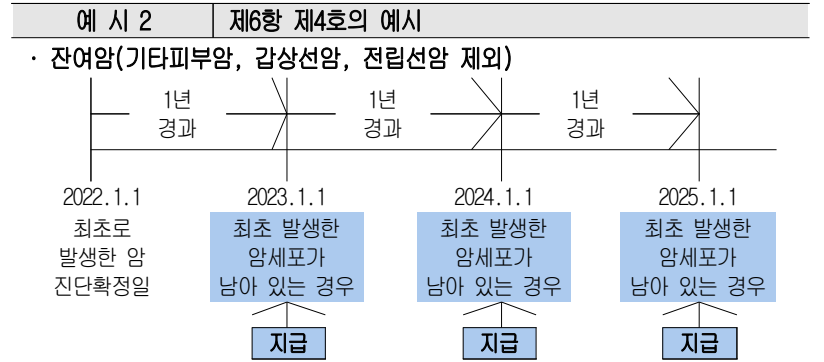 예 시 2 제6항 제4호의 예시
· 잔여암(기타피부암, 갑상선암, 전립선암 제외)
1년 경과
1년 경과
1년 경과
2022.1.1
최초로
발생한 암
진단확정일
2023.1.1
최초 발생한
암세포가
남아 있는 경우
지급
2024.1.1
최초 발생한
암세포가
남아 있는 경우
지급
2025.1.1
최초 발생한
암세포가
남아 있는 경우
지급